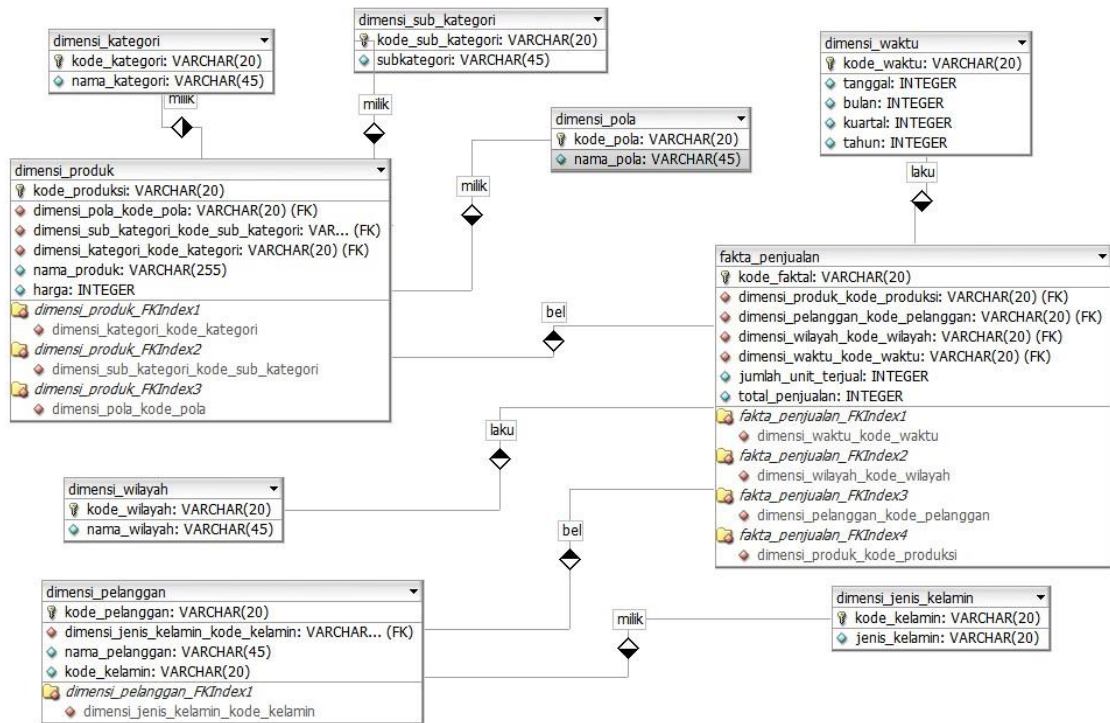 dimensi_kategori
kode_kategori: VARCHAR(20)
nama_kategori: VARCHAR(45)
milik
dimensi_sub_kategori
kode_sub_kategori: VARCHAR(20)
subkategori: VARCHAR(45)
milik
dimensi_pola
kode_pola: VARCHAR(20)
nama_pola: VARCHAR(45)
milik
dimensi_waktu
kode_waktu: VARCHAR(20)
tanggal: INTEGER
bulan: INTEGER
kuartal: INTEGER
tahun: INTEGER
laku
dimensi_produk
kode_produksi: VARCHAR(20)
dimensi_pola_kode_pola: VARCHAR(20) (FK)
dimensi_sub_kategori_kode_sub_kategori: VAR... (FK)
dimensi_kategori_kode_kategori: VARCHAR(20) (FK)
nama_produk: VARCHAR(255)
harga: INTEGER
dimensi_produk_FKIndex1
dimensi_kategori_kode_kategori
dimensi_produk_FKIndex2
dimensi_sub_kategori_kode_sub_kategori
dimensi_produk_FKIndex3
dimensi_pola_kode_pola
bel
fakta_penjualan
kode_faktal: VARCHAR(20)
dimensi_produk_kode_produksi: VARCHAR(20) (FK)
dimensi_pelanggan_kode_pelanggan: VARCHAR(20) (FK)
dimensi_wilayah_kode_wilayah: VARCHAR(20) (FK)
dimensi_waktu_kode_waktu: VARCHAR(20) (FK)
jumlah_unit_terjual: INTEGER
total_penjualan: INTEGER
fakta_penjualan_FKIndex1
dimensi_waktu_kode_waktu
fakta_penjualan_FKIndex2
dimensi_wilayah_kode_wilayah
fakta_penjualan_FKIndex3
dimensi_pelanggan_kode_pelanggan
fakta_penjualan_FKIndex4
dimensi_produk_kode_produksi
laku
dimensi_wilayah
kode_wilayah: VARCHAR(20)
nama_wilayah: VARCHAR(45)
bel
dimensi_pelanggan
kode_pelanggan: VARCHAR(20)
dimensi_jenis_kelamin_kode_kelamin: VARCHAR... (FK)
nama_pelanggan: VARCHAR(45)
kode_kelamin: VARCHAR(20)
dimensi_pelanggan_FKIndex1
dimensi_jenis_kelamin_kode_kelamin
milik
dimensi_jenis_kelamin
kode_kelamin: VARCHAR(20)
jenis_kelamin: VARCHAR(20)